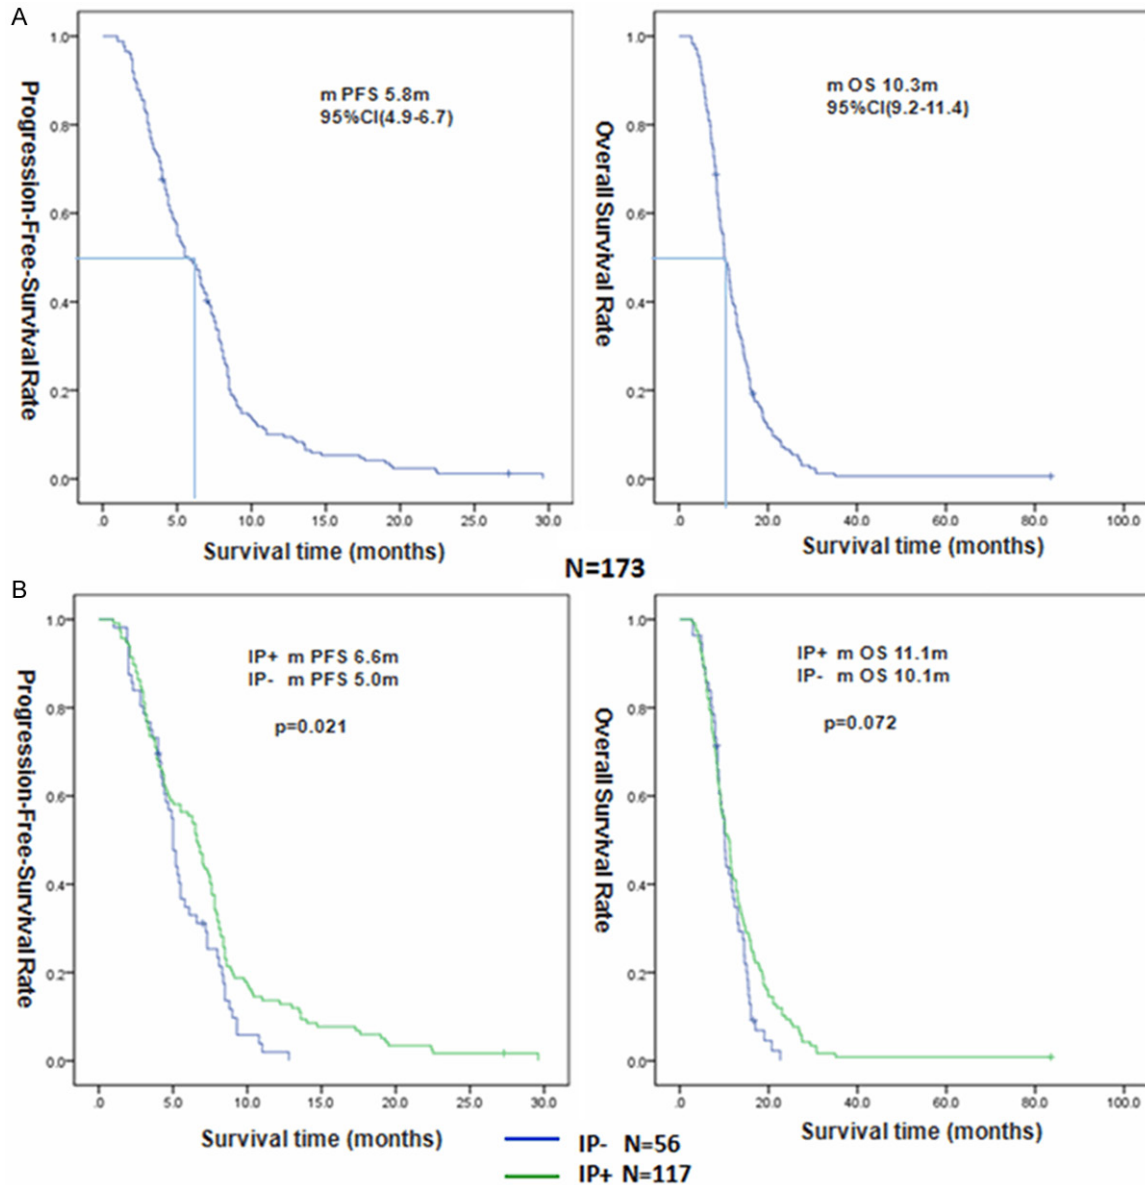 A
Progression-Free-Survival Rate
1.0
0.8
0.6
0.4
0.2
0.0
m PFS 5.8m
95%CI(4.9-6.7)
.0 5.0 10.0 15.0 20.0 25.0 30.0
Survival time (months)
Overall Survival Rate
1.0
0.8
0.6
0.4
0.2
0.0
m OS 10.3m
95%CI(9.2-11.4)
.0 20.0 40.0 60.0 80.0 100.0
Survival time (months)
N=173
B
Progression-Free-Survival Rate
1.0
0.8
0.6
0.4
0.2
0.0
IP+ m PFS 6.6m
IP- m PFS 5.0m
p=0.021
.0 5.0 10.0 15.0 20.0 25.0 30.0
Survival time (months)
Overall Survival Rate
1.0
0.8
0.6
0.4
0.2
0.0
IP+ m OS 11.1m
IP- m OS 10.1m
p=0.072
.0 20.0 40.0 60.0 80.0 100.0
Survival time (months)
IP- N=56
IP+ N=117